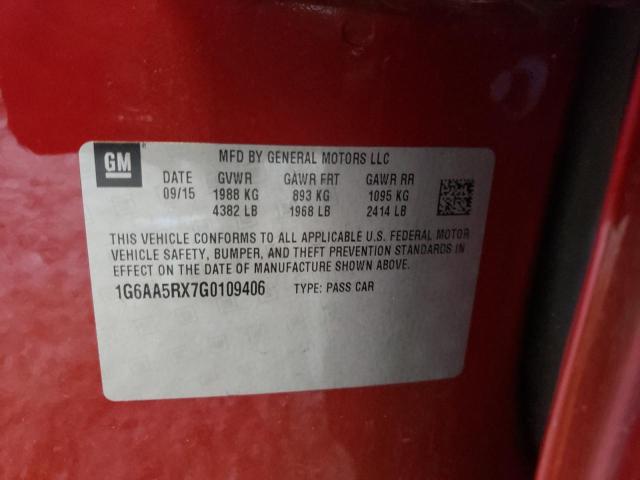 GM
MFD BY GENERAL MOTORS LLC
DATE GVWR GAWR FRT GAWR RR
09/15 1988 KG 893 KG 1095 KG
4382 LB 1968 LB 2414 LB
THIS VEHICLE CONFORMS TO ALL APPLICABLE U.S. FEDERAL MOTOR
VEHICLE SAFETY, BUMPER, AND THEFT PREVENTION STANDARDS IN
EFFECT ON THE DATE OF MANUFACTURE SHOWN ABOVE.
1G6AA5RX7G0109406 TYPE: PASS CAR